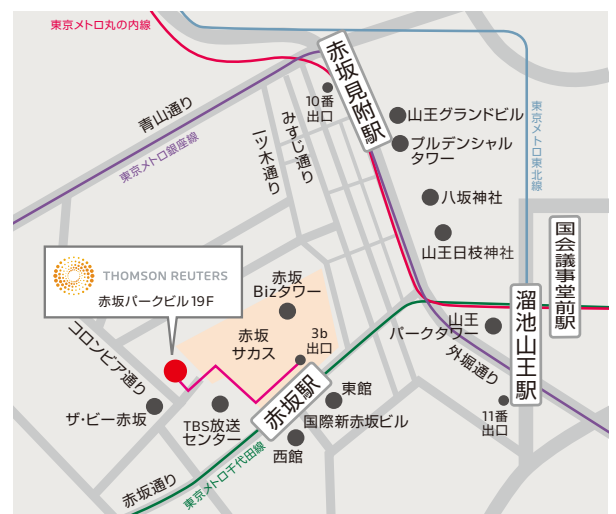 東京メトロ丸の内線
赤坂見附駅
10番
出口
山王グランドビル
プルデンシャル
タワー
東京メトロ東北線
青山通り
みすじ通り
一ツ木通り
東京メトロ銀座線
八坂神社
山王日枝神社
国会議事堂前駅
THOMSON REUTERS
赤坂パークビル19F
赤坂
Bizタワー
赤坂
サカス
3b
出口
山王
パークタワー
溜池山王駅
外堀通り
コロンビア通り
赤坂駅
東館
11番
出口
ザ・ビー赤坂
TBS放送
センター
国際新赤坂ビル
西館
赤坂通り
東京メトロ千代田線